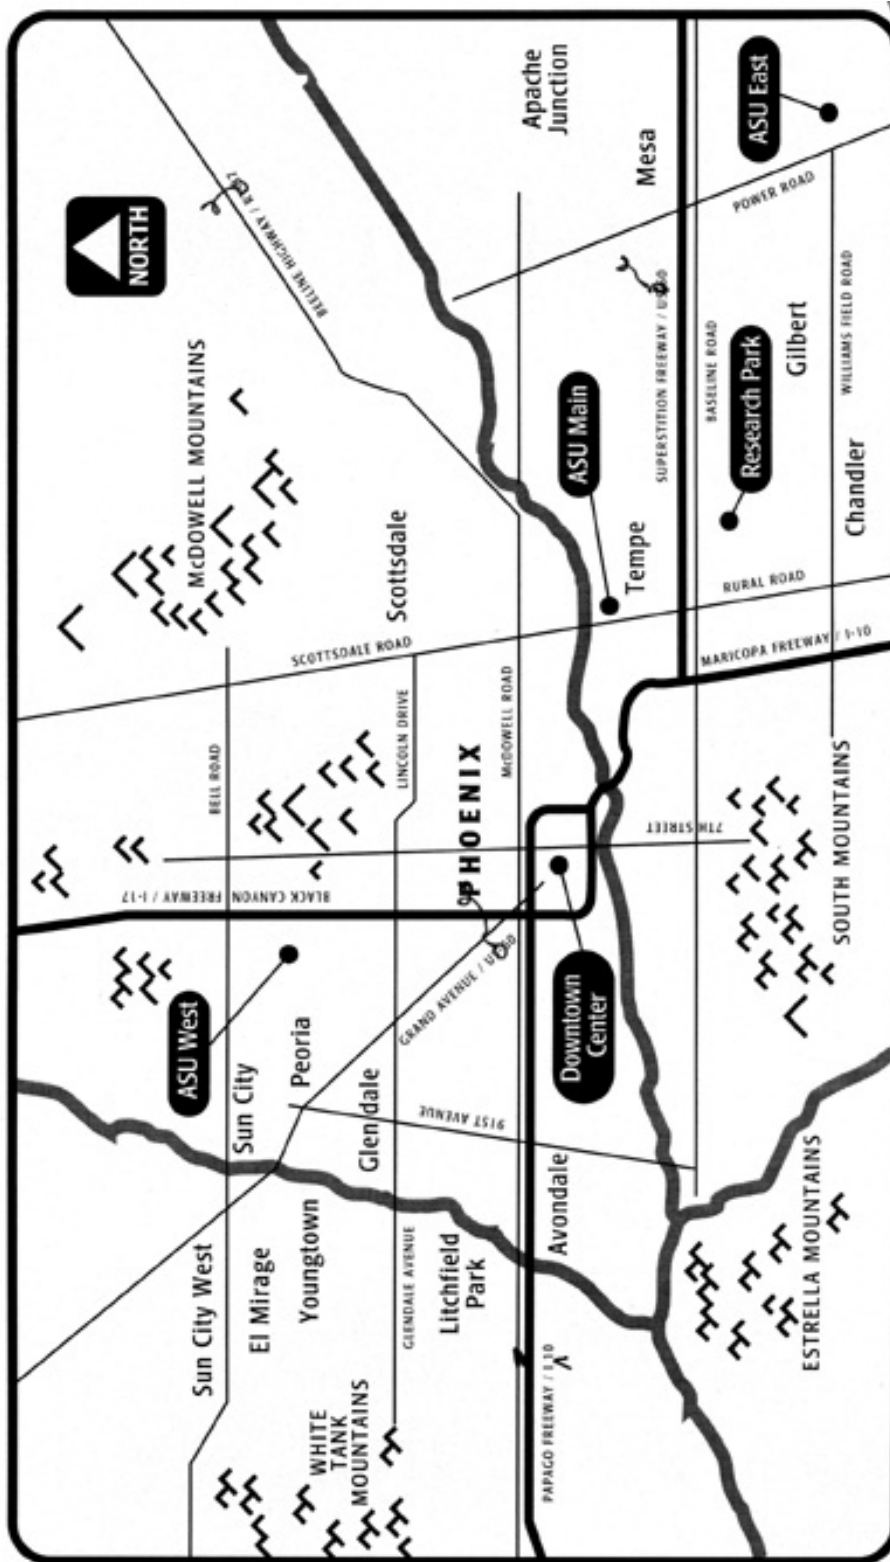 NORTH
McDOWELL MOUNTAINS
BEELINE HIGHWAY /
Sun City West
BELL ROAD
SCOTTSDALE ROAD
ASU West
Sun City
El Mirage
Peoria
BLACK CANYON FREEWAY / I-17
Youngtown
WHITE
TANK
MOUNTAINS
Glendale
GLENDALE AVENUE
LINCOLN DRIVE
Scottsdale
GRAND AVENUE /
Litchfield
Park
PHOENIX
McDOWELL ROAD
Apache
Junction
91ST AVENUE
PAPAGO FREEWAY / I-10
Avondale
Downtown
Center
ASU Main
Tempe
Mesa
7TH STREET
SUPERSTITION FREEWAY /
BASELINE ROAD
MARICOPA FREEWAY / I-10
RURAL ROAD
Research Park
POWER ROAD
ASU East
Gilbert
ESTRELLA MOUNTAINS
SOUTH MOUNTAINS
WILLIAMS FIELD ROAD
Chandler